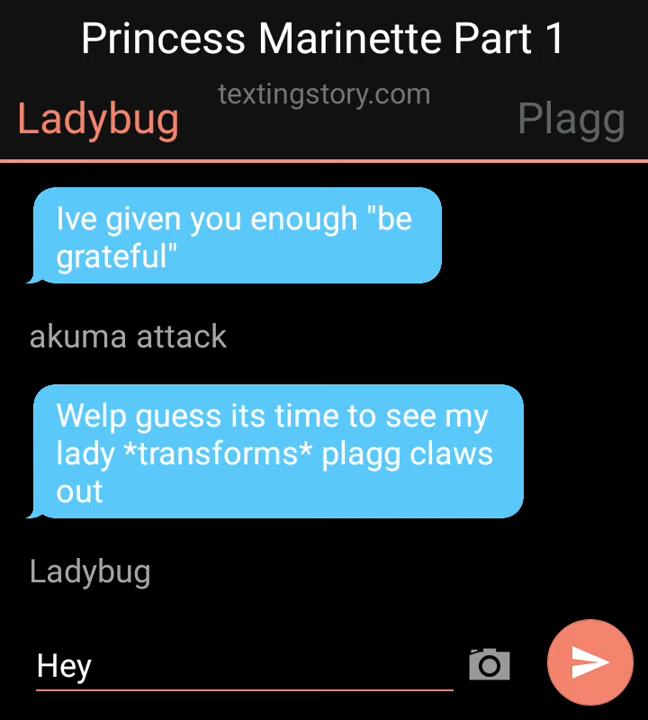 Princess Marinette Part 1
textingstory.com
Ladybug
Plagg
Ive given you enough "be
grateful"
akuma attack
Welp guess its time to see my
lady *transforms* plagg claws
out
Ladybug
Hey